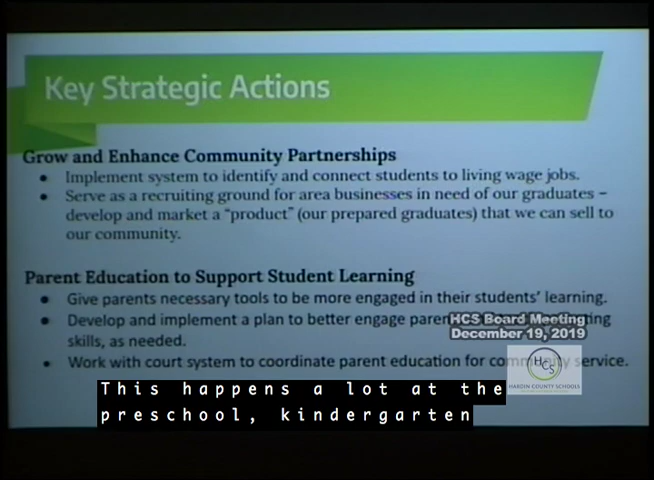 Key Strategic Actions
Grow and Enhance Community Partnerships
• Implement system to identify and connect students to living wage jobs.
• Serve as a recruiting ground for area businesses in need of our graduates –
develop and market a “product” (our prepared graduates) that we can sell to
our community.
Parent Education to Support Student Learning
• Give parents necessary tools to be more engaged in their students’ learning.
• Develop and implement a plan to better engage
skills, as needed.
• Work with court system to coordinate parent education for community service.
HCS Board Meeting
December 19, 2019
HCS
HARDIN COUNTY SCHOOLS
This happens a lot at the
preschool, kindergarten